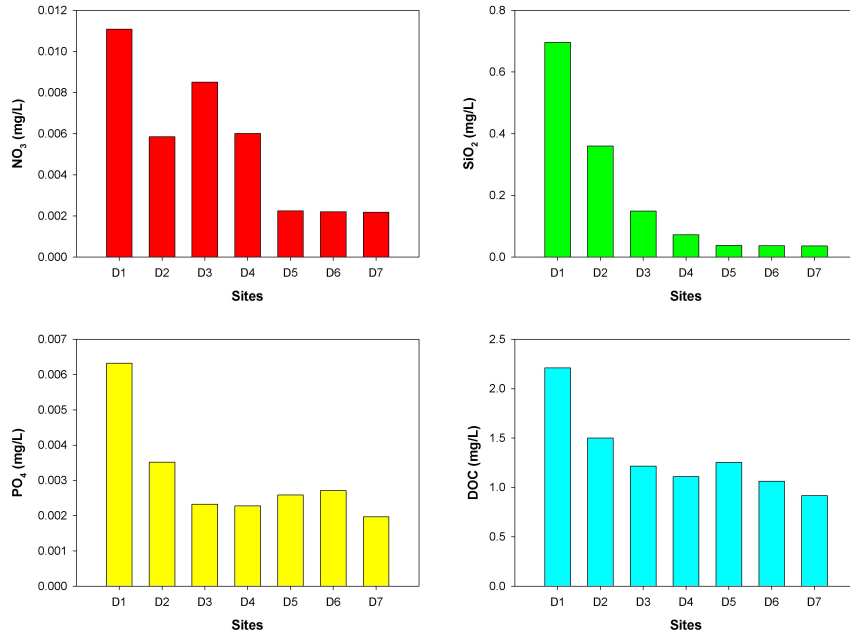 NO3 (mg/L)
0.012
0.010
0.008
0.006
0.004
0.002
0.000
D1 D2 D3 D4 D5 D6 D7
Sites
SiO2 (mg/L)
0.8
0.6
0.4
0.2
0.0
D1 D2 D3 D4 D5 D6 D7
Sites
PO4 (mg/L)
0.007
0.006
0.005
0.004
0.003
0.002
0.001
0.000
D1 D2 D3 D4 D5 D6 D7
Sites
DOC (mg/L)
2.5
2.0
1.5
1.0
0.5
0.0
D1 D2 D3 D4 D5 D6 D7
Sites